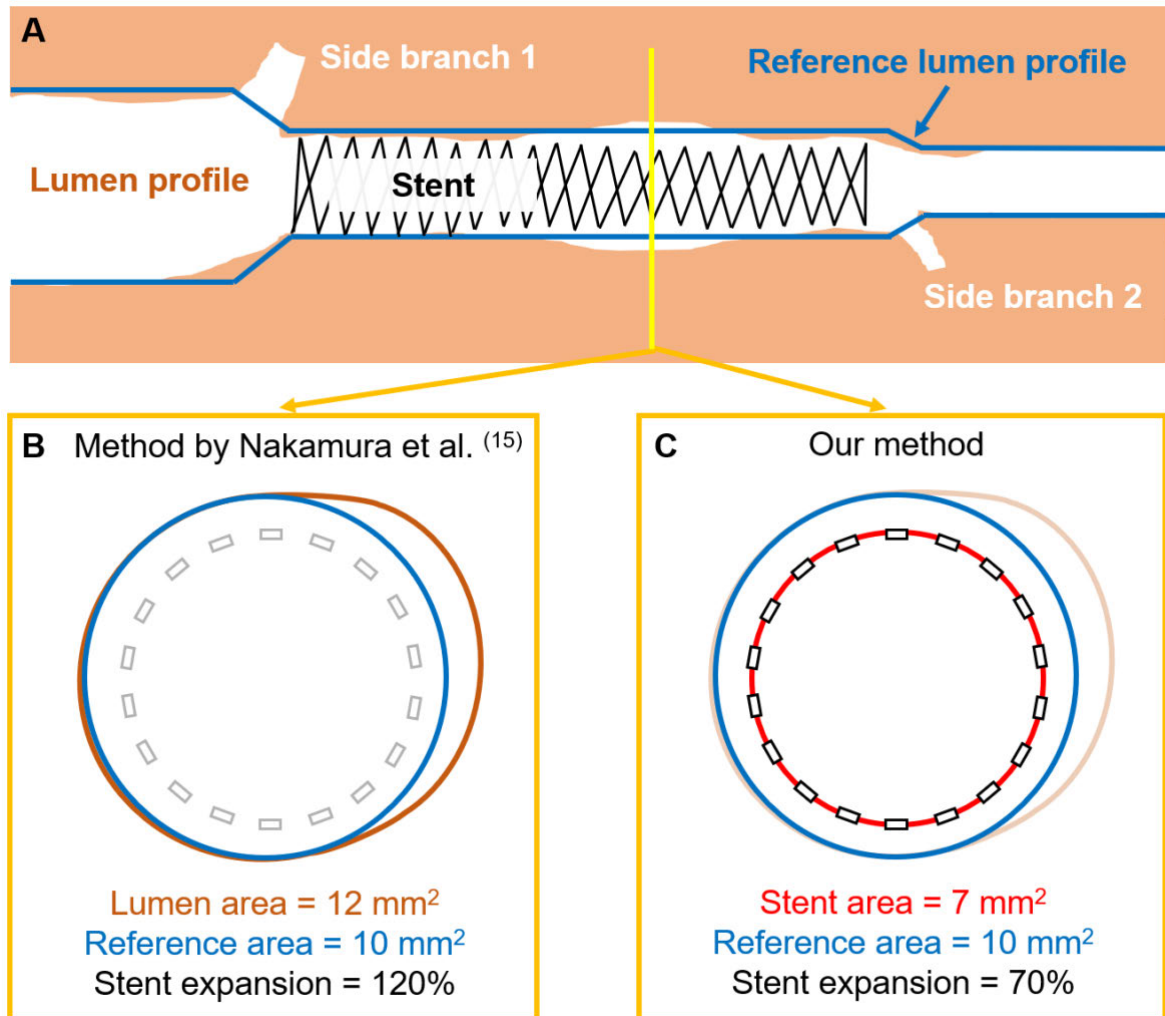 A
Side branch 1
Reference lumen profile
Lumen profile
Stent
Side branch 2
B Method by Nakamura et al. (15)
Lumen area = 12 mm²
Reference area = 10 mm²
Stent expansion = 120%
C Our method
Stent area = 7 mm²
Reference area = 10 mm²
Stent expansion = 70%